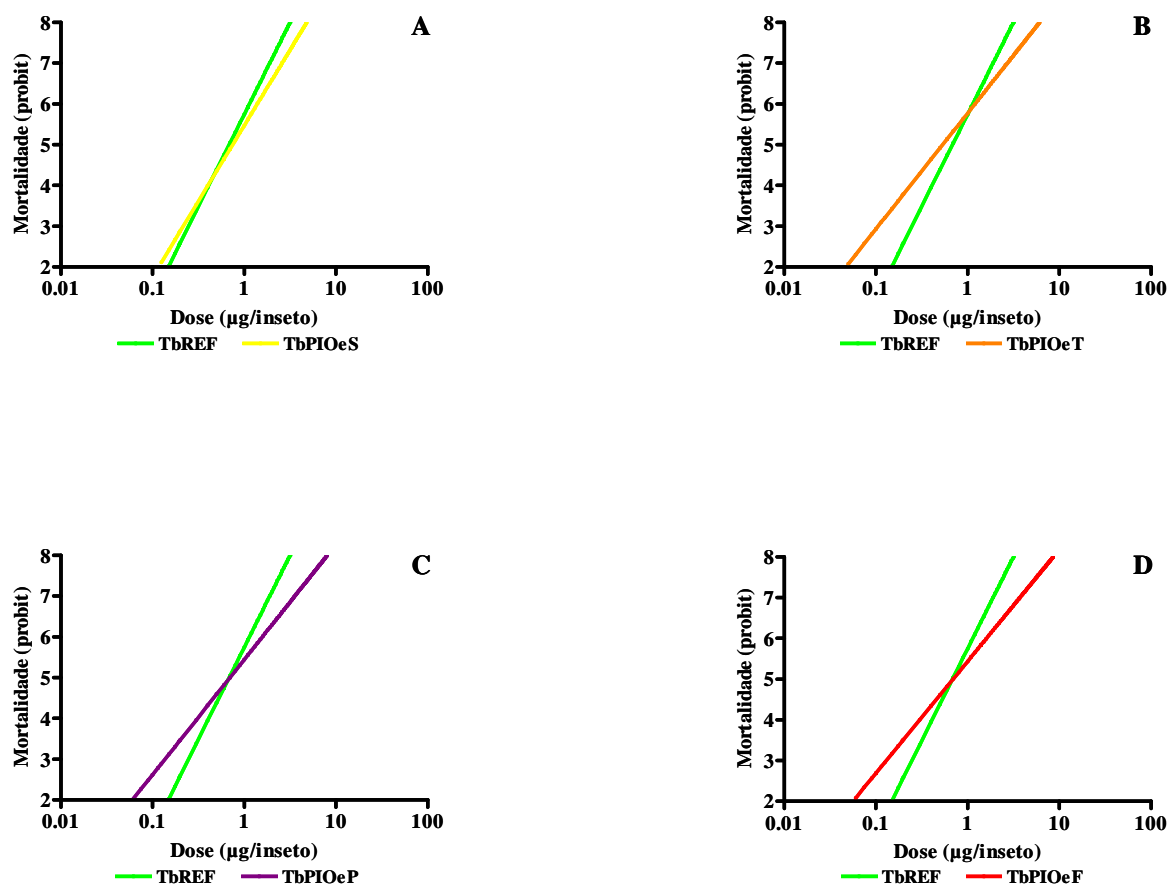 A
Mortalidade (probit)
8
7
6
5
4
3
2
0.01 0.1 1 10 100
Dose (µg/inseto)
TbREF TbPIOeS
B
Mortalidade (probit)
8
7
6
5
4
3
2
0.01 0.1 1 10 100
Dose (µg/inseto)
TbREF TbPIOeT
C
Mortalidade (probit)
8
7
6
5
4
3
2
0.01 0.1 1 10 100
Dose (µg/inseto)
TbREF TbPIOeP
D
Mortalidade (probit)
8
7
6
5
4
3
2
0.01 0.1 1 10 100
Dose (µg/inseto)
TbREF TbPIOeF